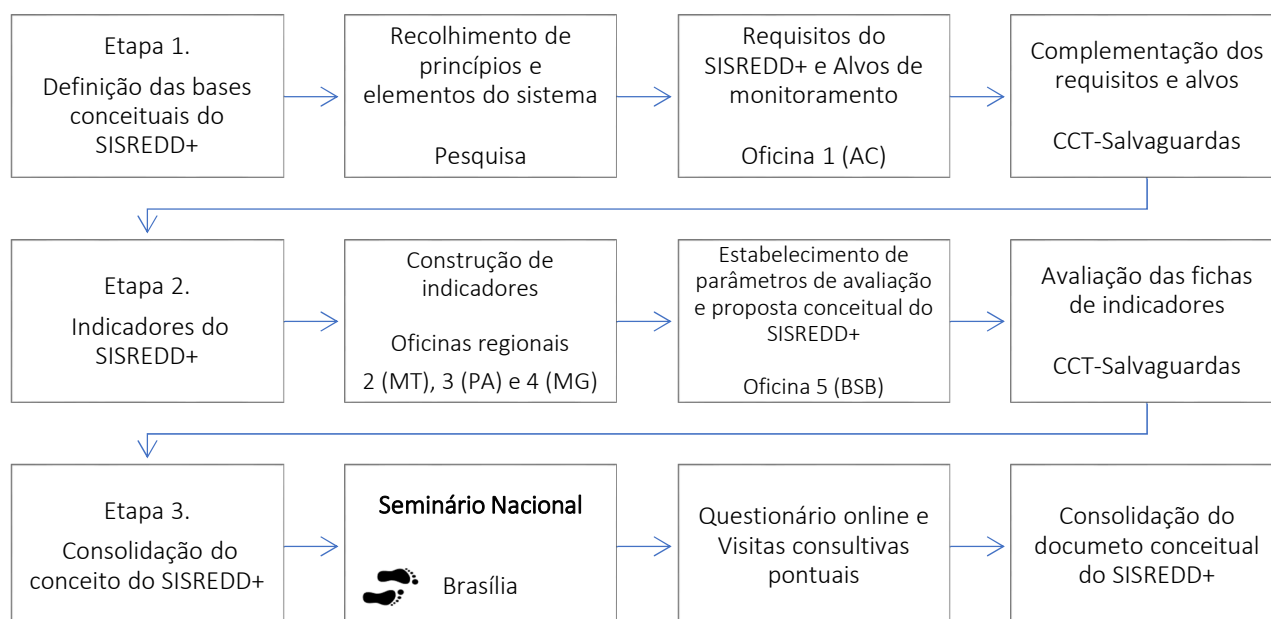 Etapa 1.
Definição das bases
conceituais do
SISREDD+
Recolhimento de
princípios e
elementos do sistema
Pesquisa
Requisitos do
SISREDD+ e Alvos de
monitoramento
Oficina 1 (AC)
Complementação dos
requisitos e alvos
CCT-Salvaguardas
Etapa 2.
Indicadores do
SISREDD+
Construção de
indicadores
Oficinas regionais
2 (MT), 3 (PA) e 4 (MG)
Estabelecimento de
parâmetros de avaliação
e proposta conceitual do
SISREDD+
Oficina 5 (BSB)
Avaliação das fichas
de indicadores
CCT-Salvaguardas
Etapa 3.
Consolidação do
conceito do SISREDD+
Seminário Nacional
Brasília
Questionário online e
Visitas consultivas
pontuais
Consolidação do
documeto conceitual
do SISREDD+